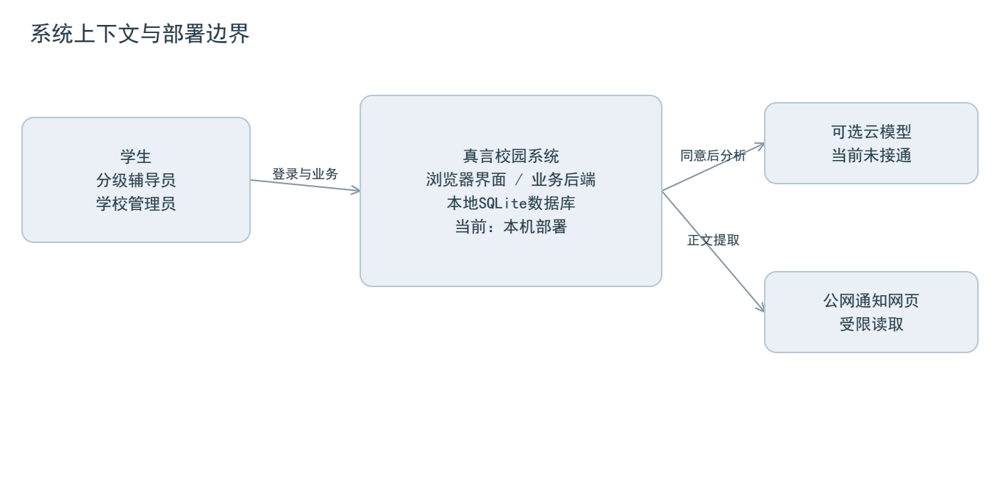 系统上下文与部署边界
学生
分级辅导员
学校管理员
登录与业务
真言校园系统
浏览器界面 / 业务后端
本地SQLite数据库
当前: 本机部署
同意后分析
正文提取
可选云模型
当前未接通
公网通知网页
受限读取